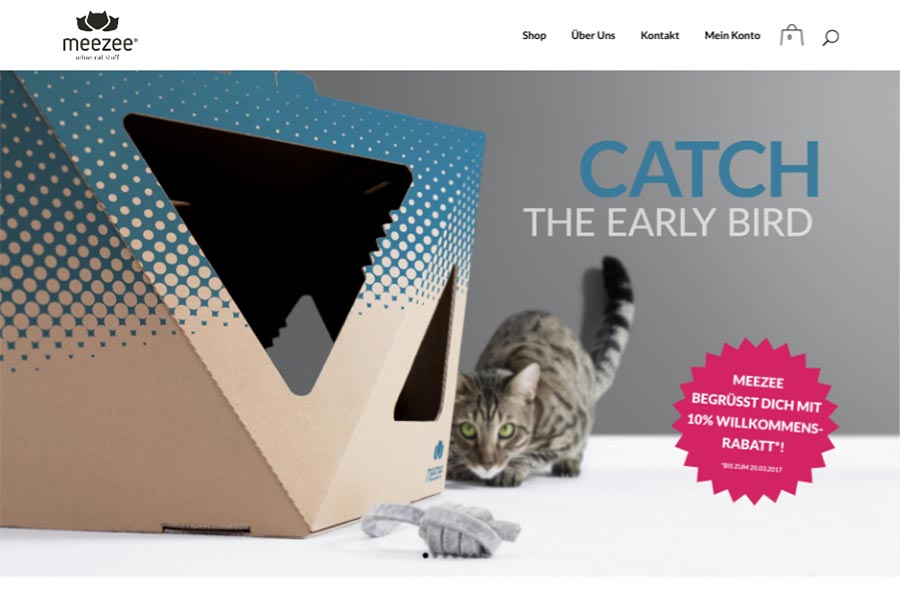 meezee®
urban cat stuff
Shop Über Uns Kontakt Mein Konto 0
CATCH
THE EARLY BIRD
MEEZEE
BEGRÜSST DICH MIT
10% WILLKOMMENS-
RABATT*!
*BIS ZUM 20.03.2017